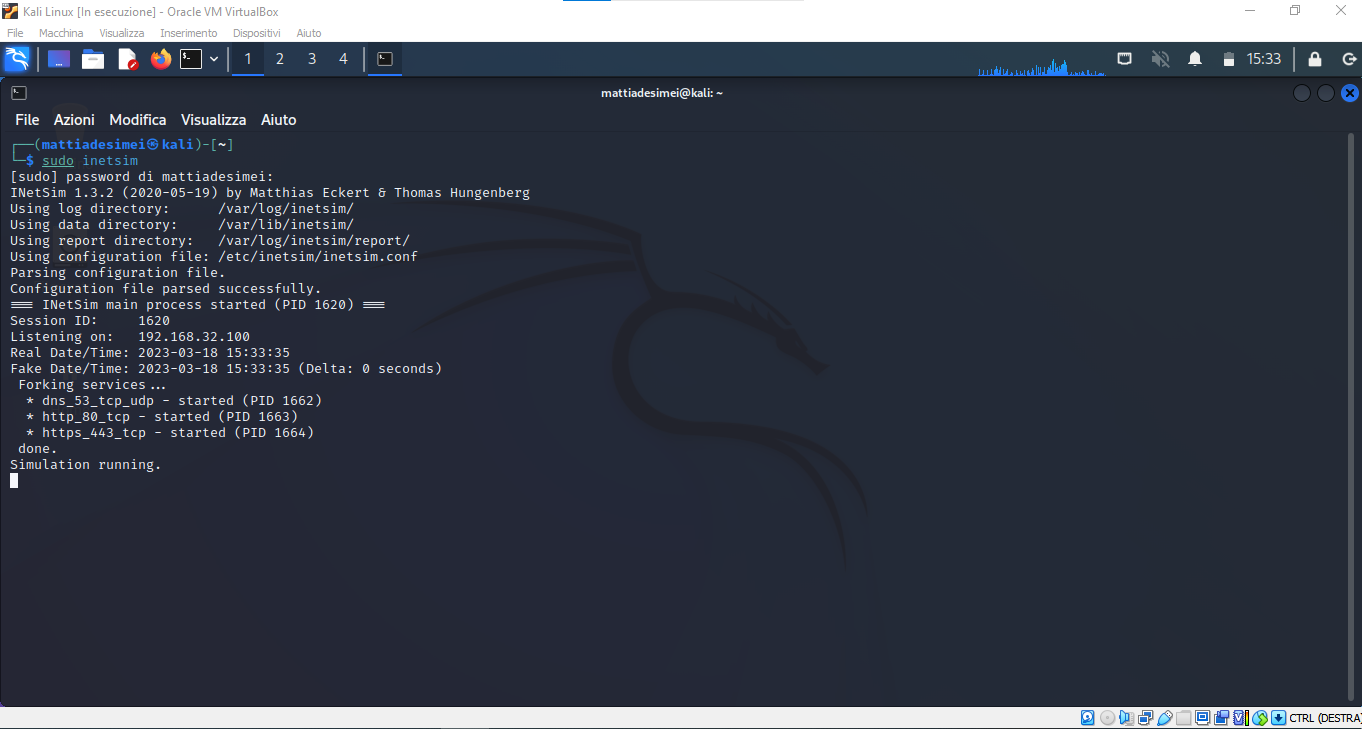 Kali Linux [In esecuzione] - Oracle VM VirtualBox
File Macchina Visualizza Inserimento Dispositivi Aiuto
1 2 3 4 15:33
mattiadesimei@kali: ~
File Azioni Modifica Visualizza Aiuto
┌──(mattiadesimei㉿kali)-[~]
└─$ sudo inetsim
[sudo] password di mattiadesimei:
INetSim 1.3.2 (2020-05-19) by Matthias Eckert & Thomas Hungenberg
Using log directory: /var/log/inetsim/
Using data directory: /var/lib/inetsim/
Using report directory: /var/log/inetsim/report/
Using configuration file: /etc/inetsim/inetsim.conf
Parsing configuration file.
Configuration file parsed successfully.
=== INetSim main process started (PID 1620) ===
Session ID: 1620
Listening on: 192.168.32.100
Real Date/Time: 2023-03-18 15:33:35
Fake Date/Time: 2023-03-18 15:33:35 (Delta: 0 seconds)
Forking services...
* dns_53_tcp_udp - started (PID 1662)
* http_80_tcp - started (PID 1663)
* https_443_tcp - started (PID 1664)
done.
Simulation running.
CTRL (DESTRA)